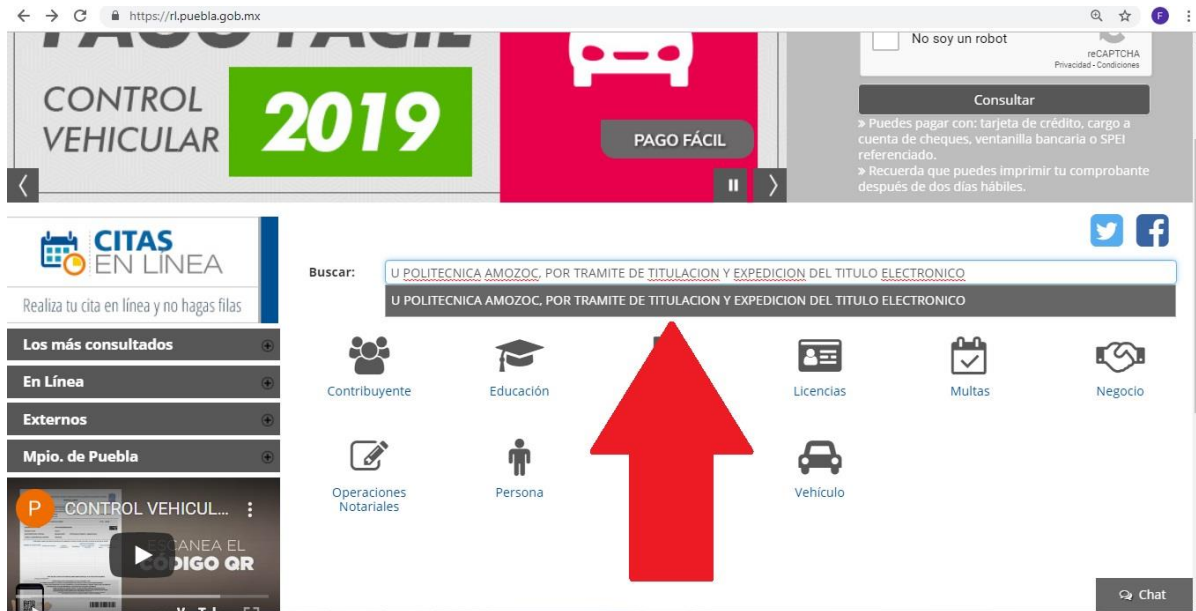 https://rl.puebla.gob.mx
F
PAGO FÁCIL
CONTROL
VEHICULAR
2019
PAGO FÁCIL
No soy un robot
reCAPTCHA
Privacidad - Condiciones
Consultar
» Puedes pagar con: tarjeta de crédito, cargo a
cuenta de cheques, ventanilla bancaria o SPEI
referenciado.
» Recuerda que puedes imprimir tu comprobante
después de dos días hábiles.
CITAS
EN LÍNEA
Realiza tu cita en línea y no hagas filas
Buscar:
U POLITECNICA AMOZOC, POR TRAMITE DE TITULACION Y EXPEDICION DEL TITULO ELECTRONICO
U POLITECNICA AMOZOC, POR TRAMITE DE TITULACION Y EXPEDICION DEL TITULO ELECTRONICO
Los más consultados
En Línea
Externos
Mpio. de Puebla
Contribuyente
Educación
Licencias
Multas
Negocio
Operaciones
Notariales
Persona
Vehículo
P
CONTROL VEHICUL...
ESCANEA EL
CÓDIGO QR
Chat